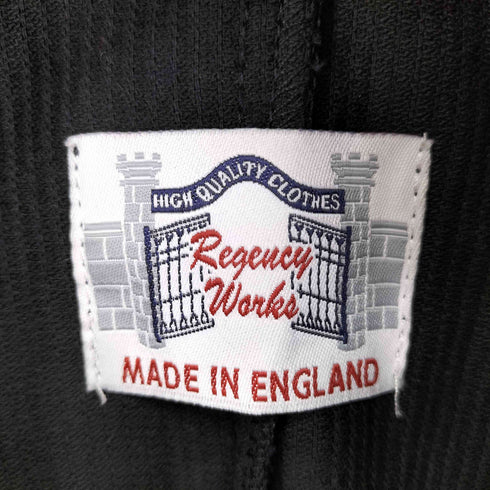 HIGH QUALITY CLOTHES
Regency
Works
MADE IN ENGLAND